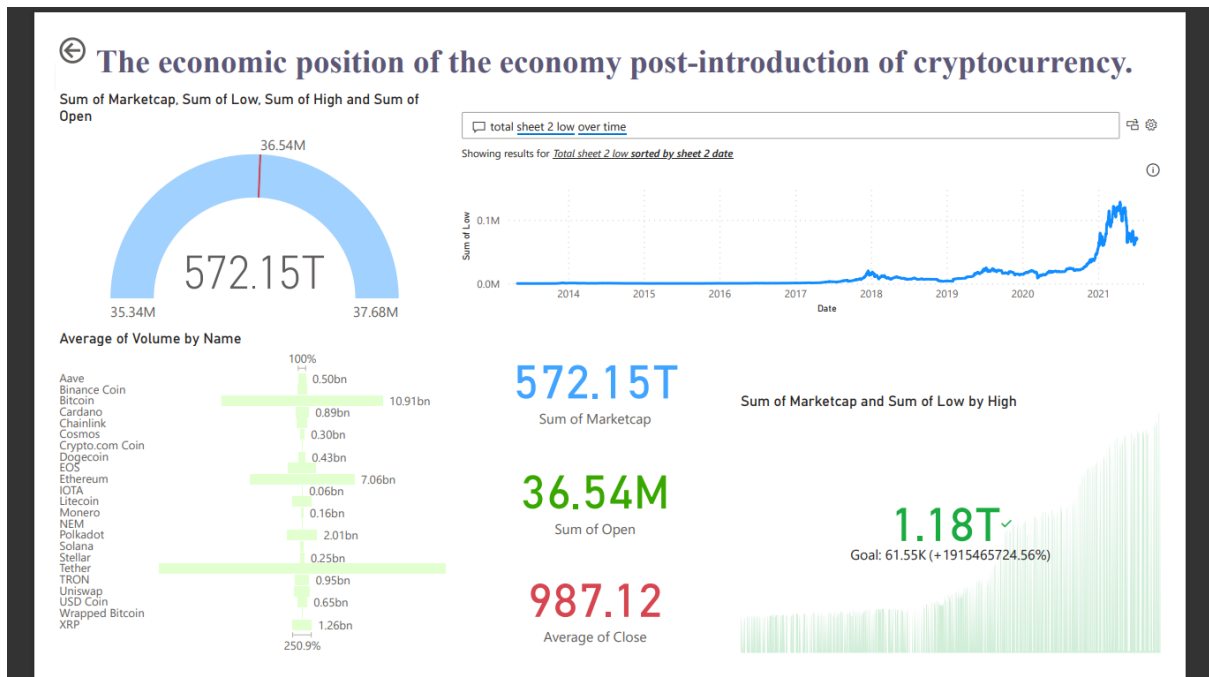 The economic position of the economy post-introduction of cryptocurrency.
Sum of Marketcap, Sum of Low, Sum of High and Sum of
Open
36.54M
572.15T
35.34M
37.68M
total sheet 2 low over time
Showing results for Total sheet 2 low sorted by sheet 2 date
Sum of Low
0.1M
0.0M
2014
2015
2016
2017
2018
2019
2020
2021
Date
Average of Volume by Name
100%
Aave
0.50bn
Binance Coin
Bitcoin
10.91bn
Cardano
0.89bn
Chainlink
Cosmos
0.30bn
Crypto.com Coin
Dogecoin
0.43bn
EOS
Ethereum
7.06bn
IOTA
0.06bn
Litecoin
Monero
0.16bn
NEM
Polkadot
2.01bn
Solana
Stellar
0.25bn
Tether
TRON
0.95bn
Uniswap
USD Coin
0.65bn
Wrapped Bitcoin
XRP
1.26bn
250.9%
572.15T
Sum of Marketcap
36.54M
Sum of Open
987.12
Average of Close
Sum of Marketcap and Sum of Low by High
1.18T
Goal: 61.55K (+1915465724.56%)